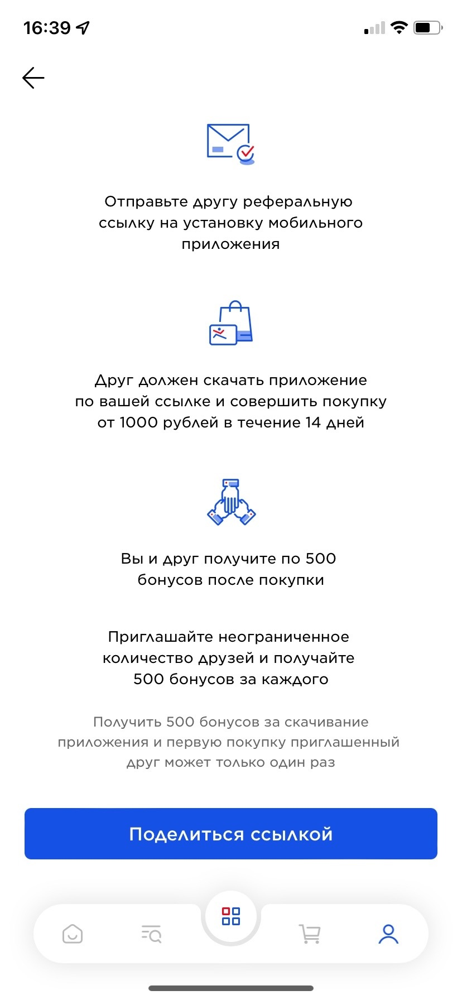 16:39
Отправьте другу реферальную
ссылку на установку мобильного
приложения
Друг должен скачать приложение
по вашей ссылке и совершить покупку
от 1000 рублей в течение 14 дней
Вы и друг получите по 500
бонусов после покупки
Приглашайте неограниченное
количество друзей и получайте
500 бонусов за каждого
Получить 500 бонусов за скачивание
приложения и первую покупку приглашенный
друг может только один раз
Поделиться ссылкой